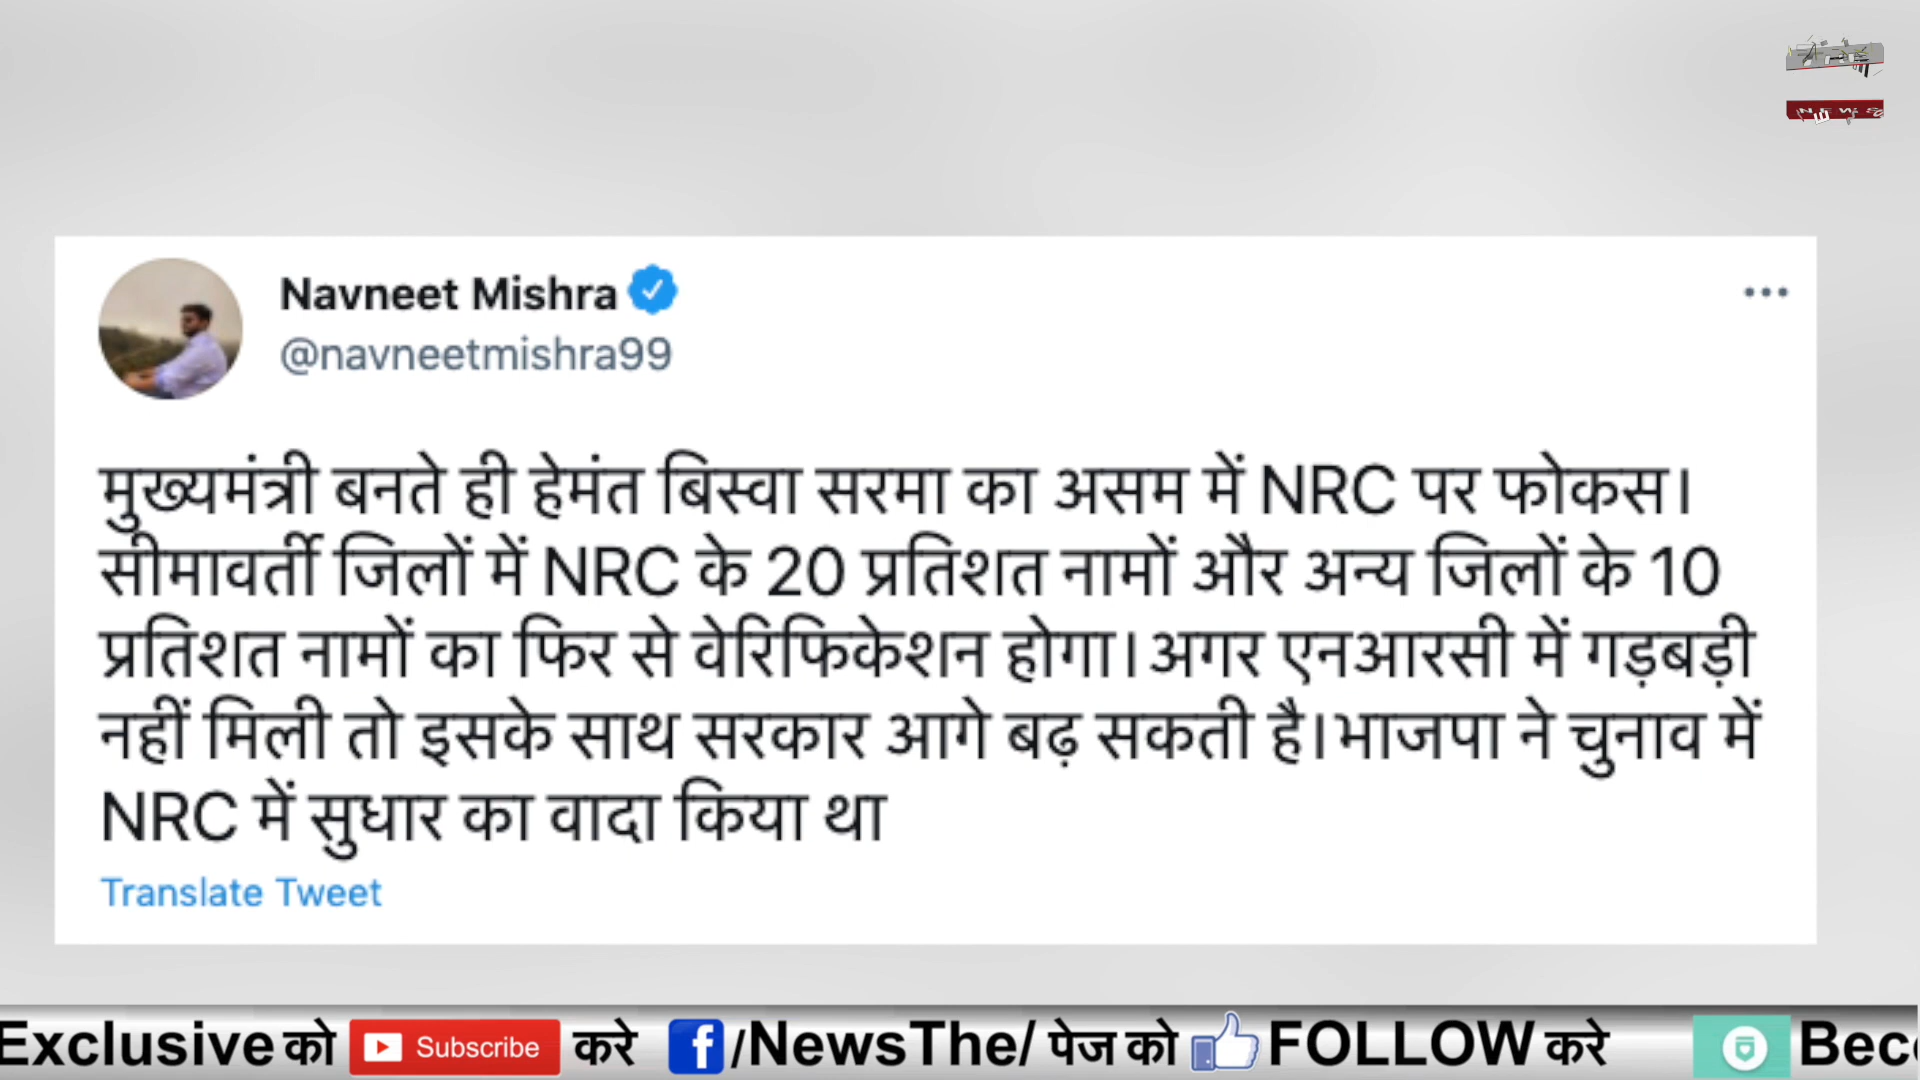 NEWS
Navneet Mishra
@navneetmishra99
मुख्यमंत्री बनते ही हेमंत बिस्वा सरमा का असम में NRC पर फोकस।
सीमावर्ती जिलों में NRC के 20 प्रतिशत नामों और अन्य जिलों के 10
प्रतिशत नामों का फिर से वेरिफिकेशन होगा।अगर एनआरसी में गड़बड़ी
नहीं मिली तो इसके साथ सरकार आगे बढ़ सकती है।भाजपा ने चुनाव में
NRC में सुधार का वादा किया था
Translate Tweet
Exclusive को Subscribe करे f/NewsThe/ पेज को FOLLOW करे